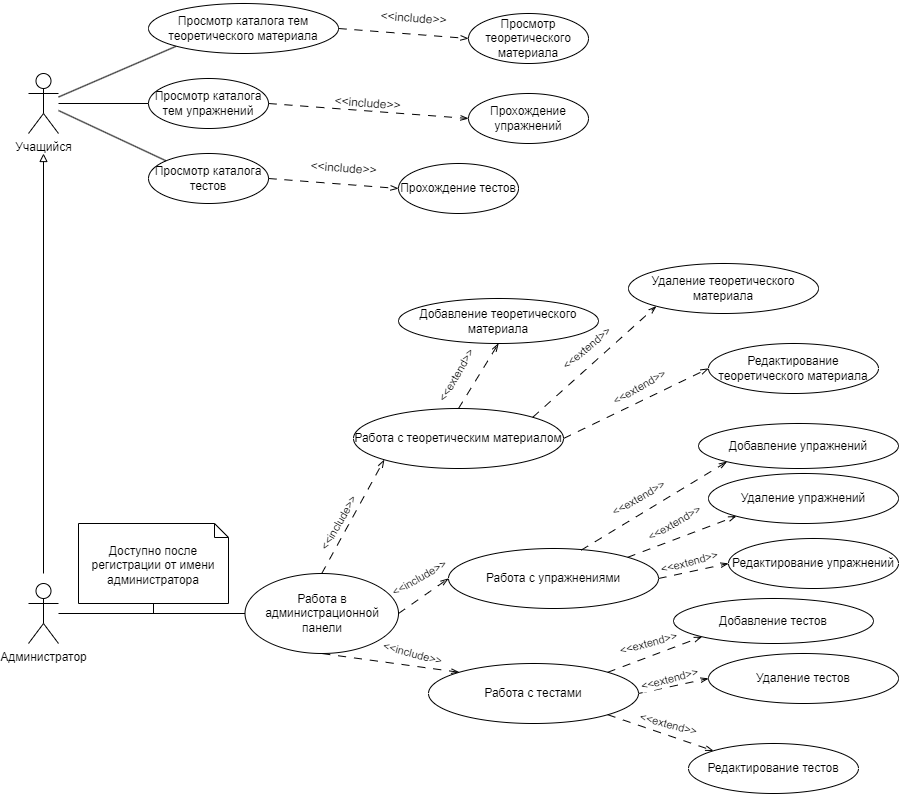 Просмотр каталога тем
теоретического материала
<<include>>
Просмотр
теоретического
материала
Учащийся
Просмотр каталога
тем упражнений
<<include>>
Прохождение
упражнений
Просмотр каталога
тестов
<<include>>
Прохождение тестов
Удаление теоретического
материала
Добавление теоретического
материала
<<extend>>
<<extend>>
Редактирование
теоретического материала
<<extend>>
Работа с теоретическим материалом
Добавление упражнений
<<extend>>
Удаление упражнений
<<extend>>
<<include>>
Доступно после
регистрации от имени
администратора
Редактирование упражнений
<<extend>>
Работа с упражнениями
<<include>>
Работа в
администрационной
панели
Администратор
Добавление тестов
<<extend>>
<<include>>
Удаление тестов
<<extend>>
Работа с тестами
<<extend>>
Редактирование тестов